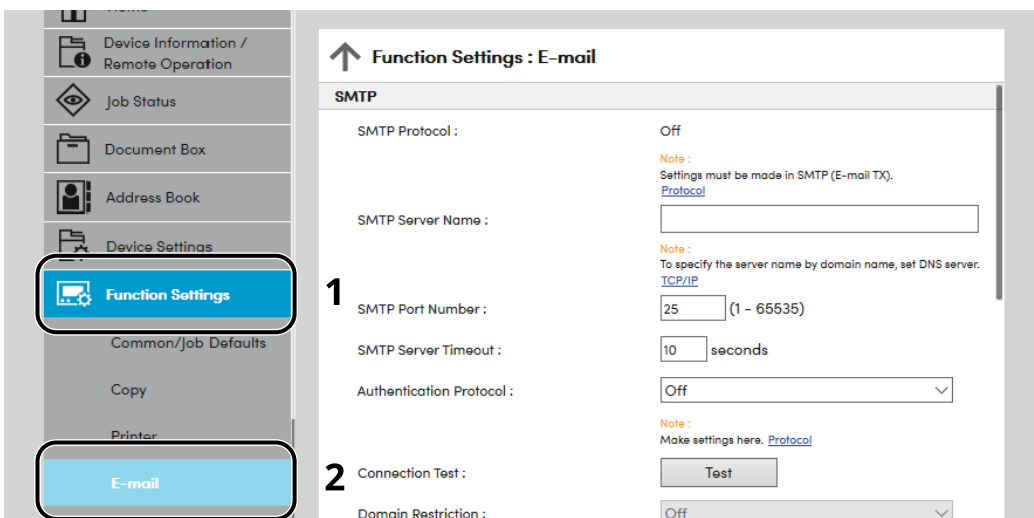 Home
Device Information /
Remote Operation
Job Status
Document Box
Address Book
Device Settings
Function Settings
1
Common/Job Defaults
Copy
Printer
E-mail
2
Function Settings : E-mail
SMTP
SMTP Protocol :
Off
Note :
Settings must be made in SMTP (E-mail TX).
Protocol
SMTP Server Name :
Note :
To specify the server name by domain name, set DNS server.
TCP/IP
SMTP Port Number :
25 (1 - 65535)
SMTP Server Timeout :
10 seconds
Authentication Protocol :
Off
Note :
Make settings here. Protocol
Connection Test :
Test
Domain Restriction :
Off